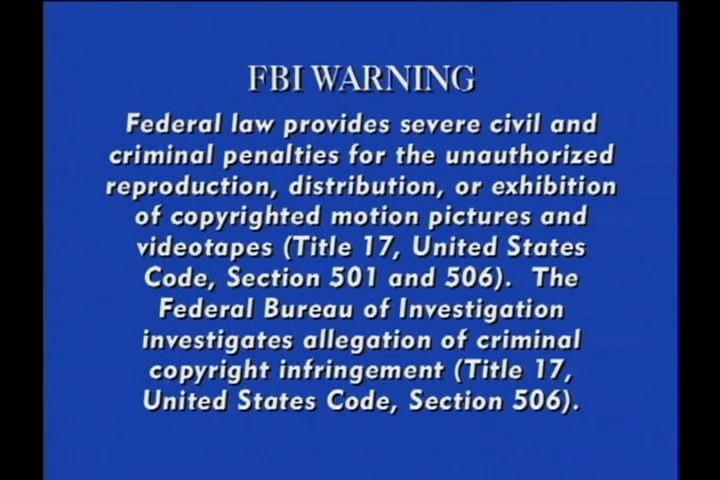 FBI WARNING
Federal law provides severe civil and
criminal penalties for the unauthorized
reproduction, distribution, or exhibition
of copyrighted motion pictures and
videotapes (Title 17, United States
Code, Section 501 and 506).  The
Federal Bureau of Investigation
investigates allegation of criminal
copyright infringement (Title 17,
United States Code, Section 506).